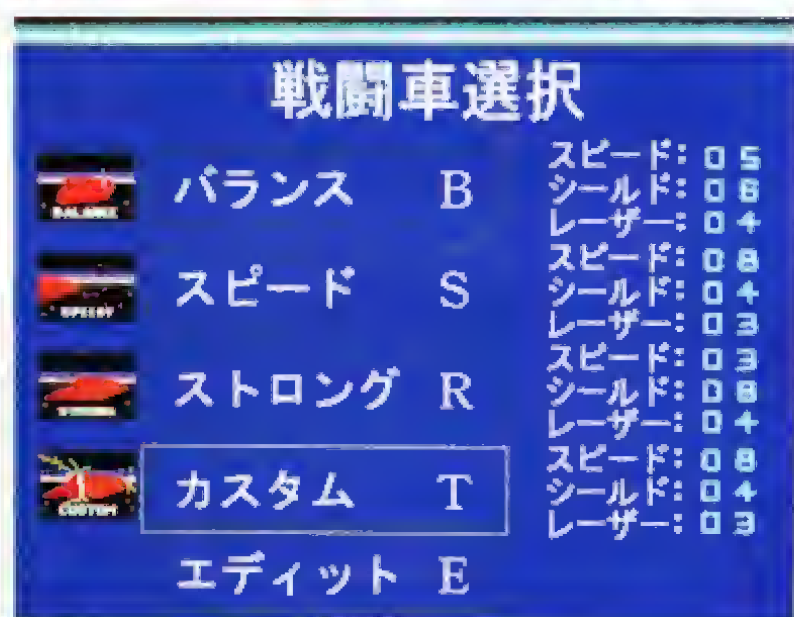 戦闘車選択
バランス B
スピード: 05
シールド: 08
レーザー: 04
スピード S
スピード: 08
シールド: 04
レーザー: 03
ストロング R
スピード: 03
シールド: 08
レーザー: 04
カスタム T
スピード: 08
シールド: 04
レーザー: 03
エディット E
BALANCE
SPEEDY
CUSTOM